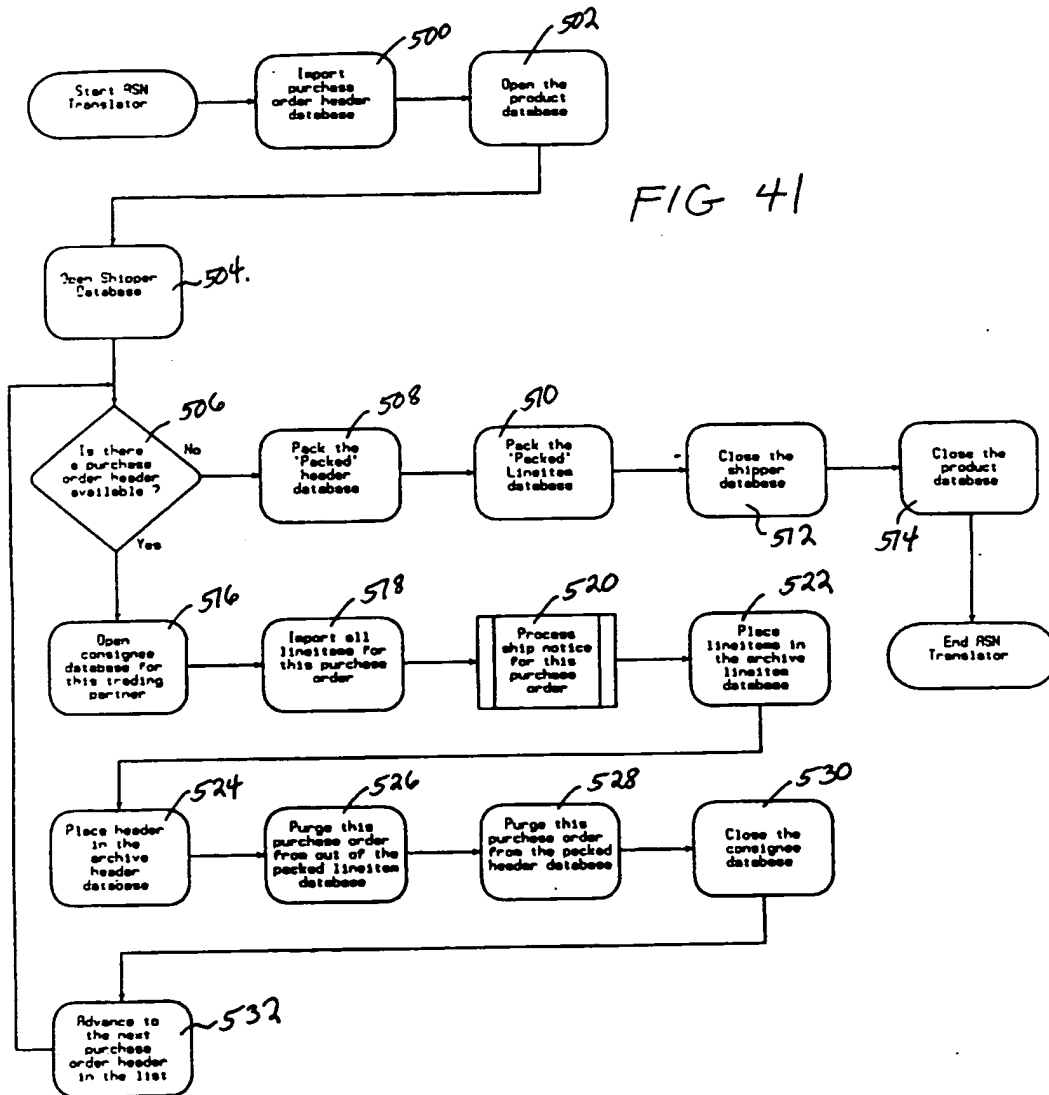 500
502
Start ASN
Translator
Import
purchase
order header
database
Open the
product
database
FIG 41
Open Shipper
Database
504.
506
Is there
a purchase
order header
available ?
No
Yes
508
Pack the
'Packed'
header
database
510
Pack the
'Packed'
Lineitem
database
Close the
shipper
database
512
Close the
product
database
514
516
Open
consignee
database for
this trading
partner
518
Import all
lineitems for
this purchase
order
520
Process
ship notice
for this
purchase
order
522
Place
lineitems in
the archive
lineitem
database
End ASN
Translator
524
Place header
in the
archive
header
database
526
Purge this
purchase order
from out of the
packed lineitem
database
528
Purge this
purchase order
from the packed
header database
530
Close the
consignee
database
Advance to
the next
purchase
order header
in the list
532